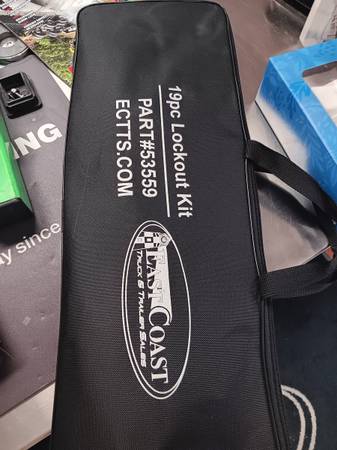 19pc Lockout Kit
PART#53559
ECTTS.COM
EAST COAST
TRUCK & TRAILER SALES
ING
y since